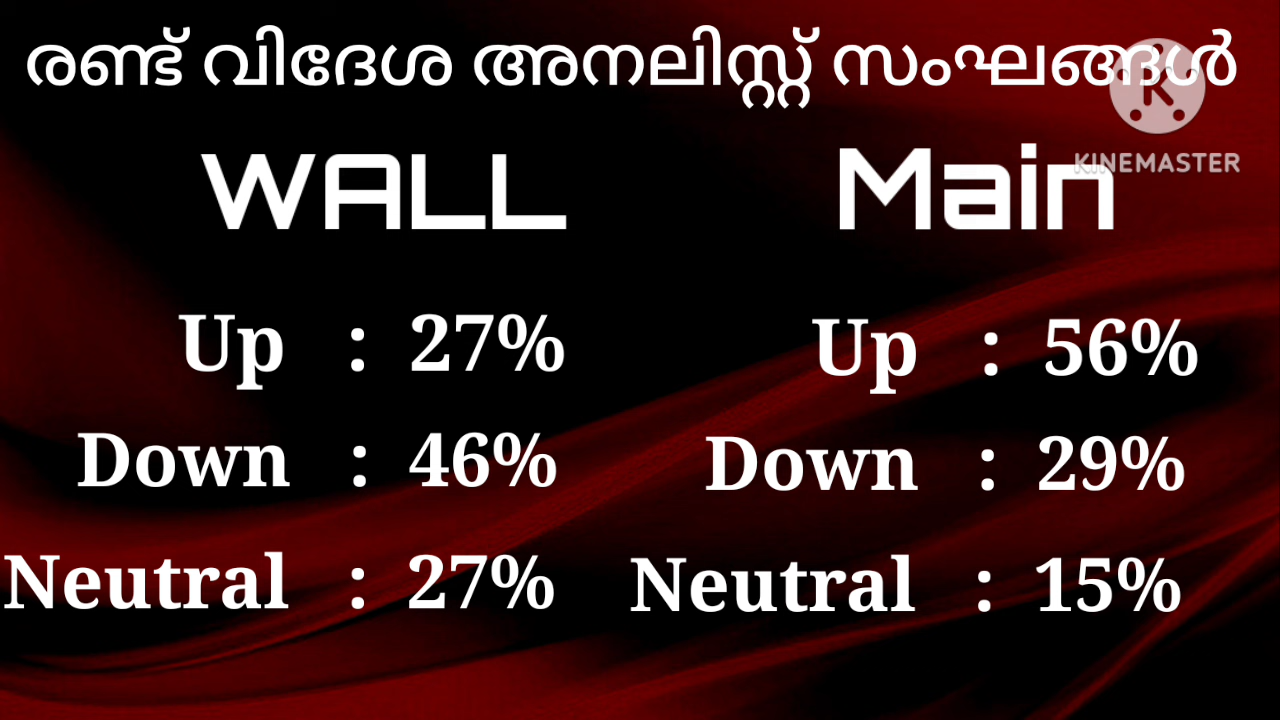 രണ്ട് വിദേശ അനലിസ്റ്റ് സംഘങ്ങൾ
K
KINEMASTER
WALL Main
Up : 27% Up : 56%
Down : 46% Down : 29%
Neutral : 27% Neutral : 15%